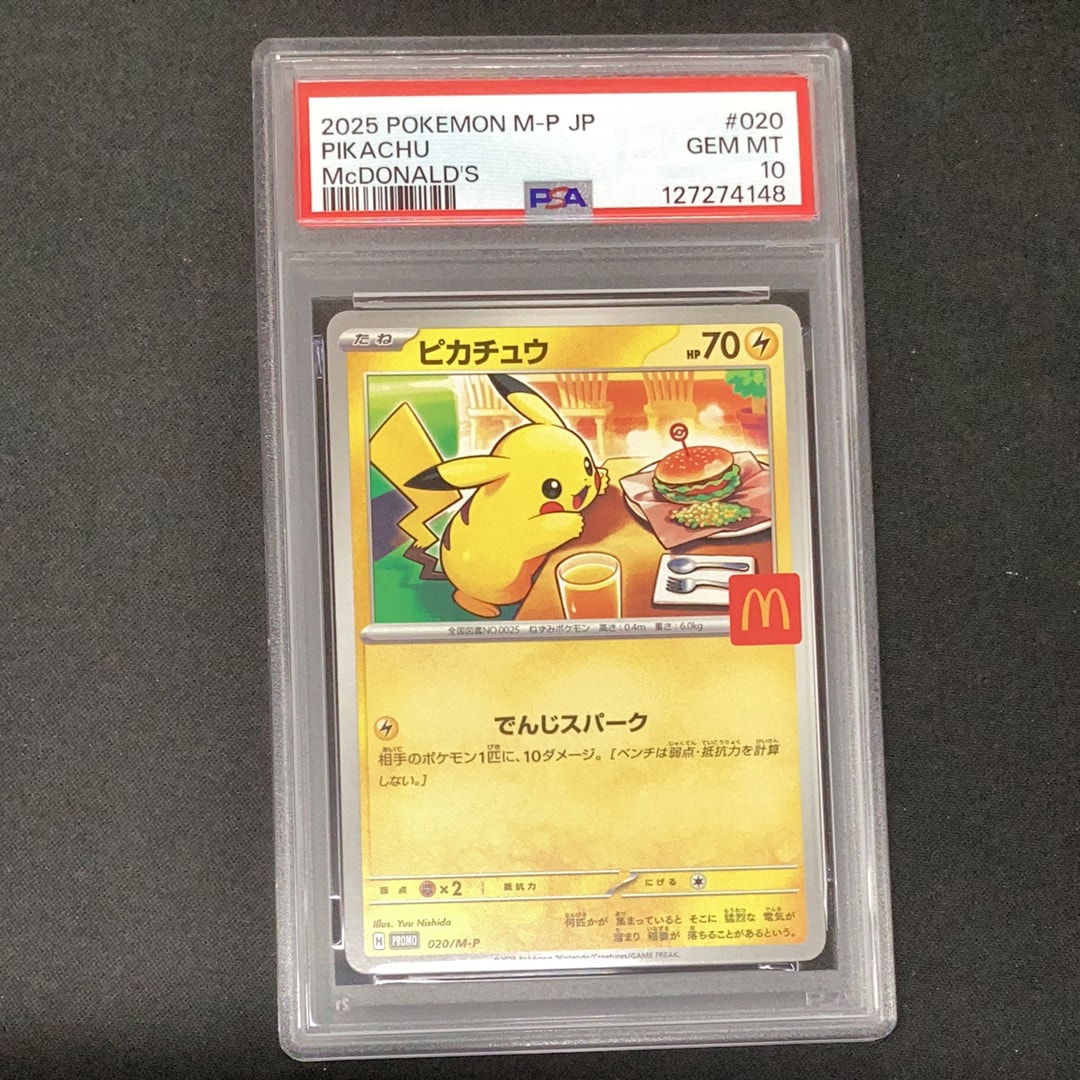 2025 POKEMON M-P JP #020
PIKACHU GEM MT
McDONALD'S 10
PSA 127274148
たね ピカチュウ HP70
全国図鑑NO.0025 ねずみポケモン 高さ:0.4m 重さ:6.0kg
M
でんじスパーク
相手のポケモン1匹に、10ダメージ。[ベンチは弱点・抵抗力を計算
しない。]
弱点 ×2 抵抗力 にげる
Illus. Yuu Nishida
何匹かが 集まっていると そこに 猛烈な 電気が
溜まり 稲妻が 落ちることがあるという。
H PROMO 020/M-P